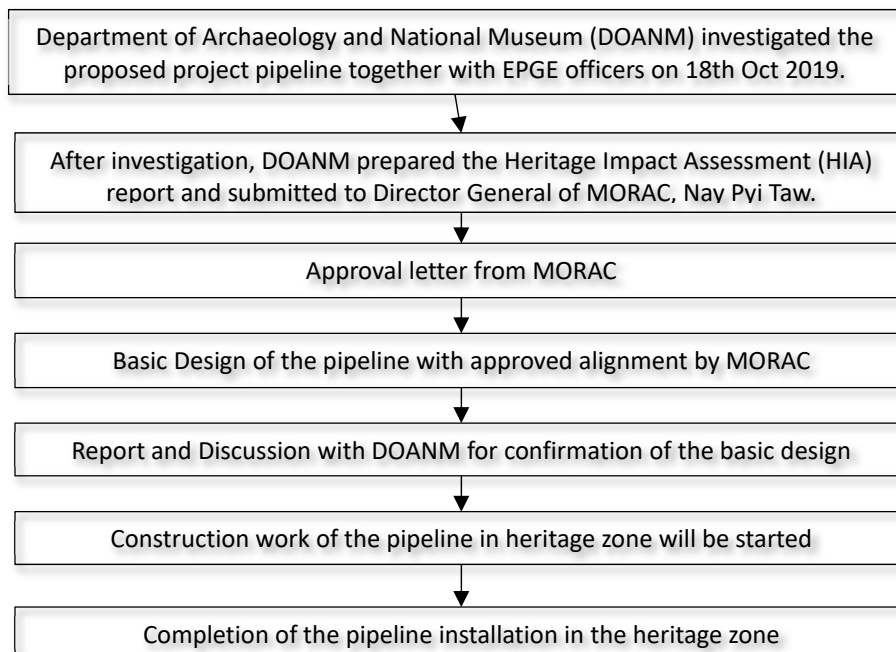 Department of Archaeology and National Museum (DOANM) investigated the
proposed project pipeline together with EPGE officers on 18th Oct 2019.
After investigation, DOANM prepared the Heritage Impact Assessment (HIA)
report and submitted to Director General of MORAC, Nay Pyi Taw.
Approval letter from MORAC
Basic Design of the pipeline with approved alignment by MORAC
Report and Discussion with DOANM for confirmation of the basic design
Construction work of the pipeline in heritage zone will be started
Completion of the pipeline installation in the heritage zone